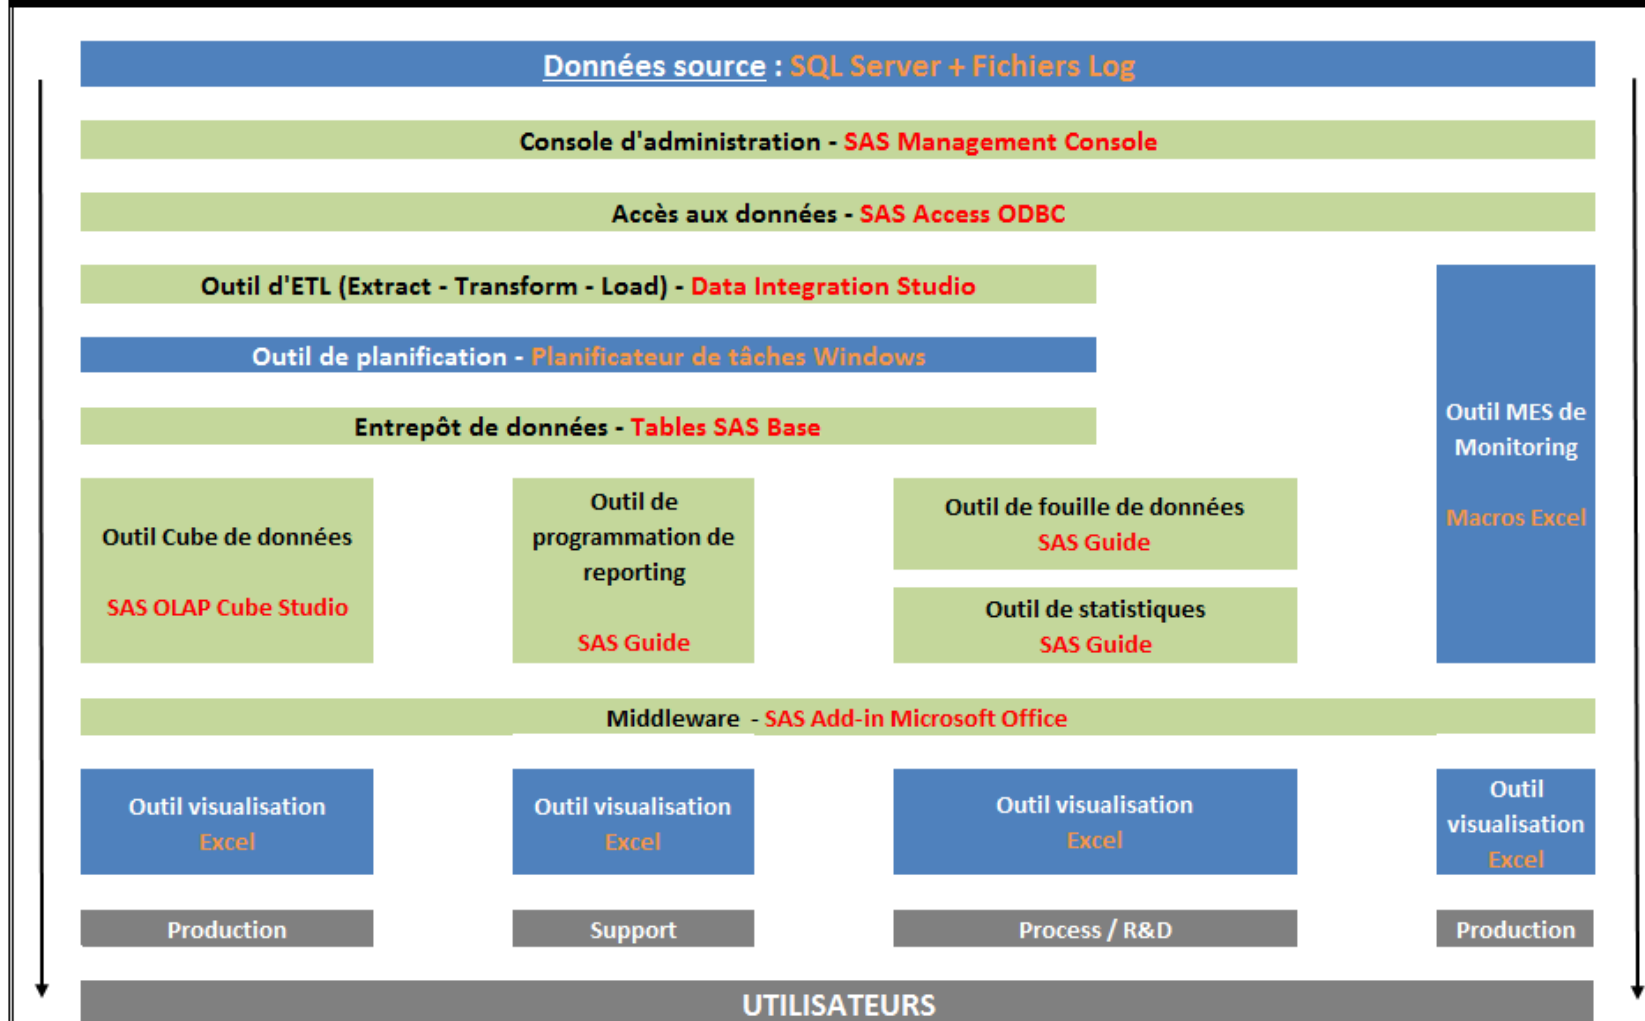 Données source : SQL Server + Fichiers Log
Console d'administration - SAS Management Console
Accès aux données - SAS Access ODBC
Outil d'ETL (Extract - Transform - Load) - Data Integration Studio
Outil de planification - Planificateur de tâches Windows
Entrepôt de données - Tables SAS Base
Outil Cube de données
SAS OLAP Cube Studio
Outil de
programmation de
reporting
SAS Guide
Outil de fouille de données
SAS Guide
Outil de statistiques
SAS Guide
Outil MES de
Monitoring
Macros Excel
Middleware - SAS Add-in Microsoft Office
Outil visualisation
Excel
Outil visualisation
Excel
Outil visualisation
Excel
Outil
visualisation
Excel
Production
Support
Process / R&D
Production
UTILISATEURS